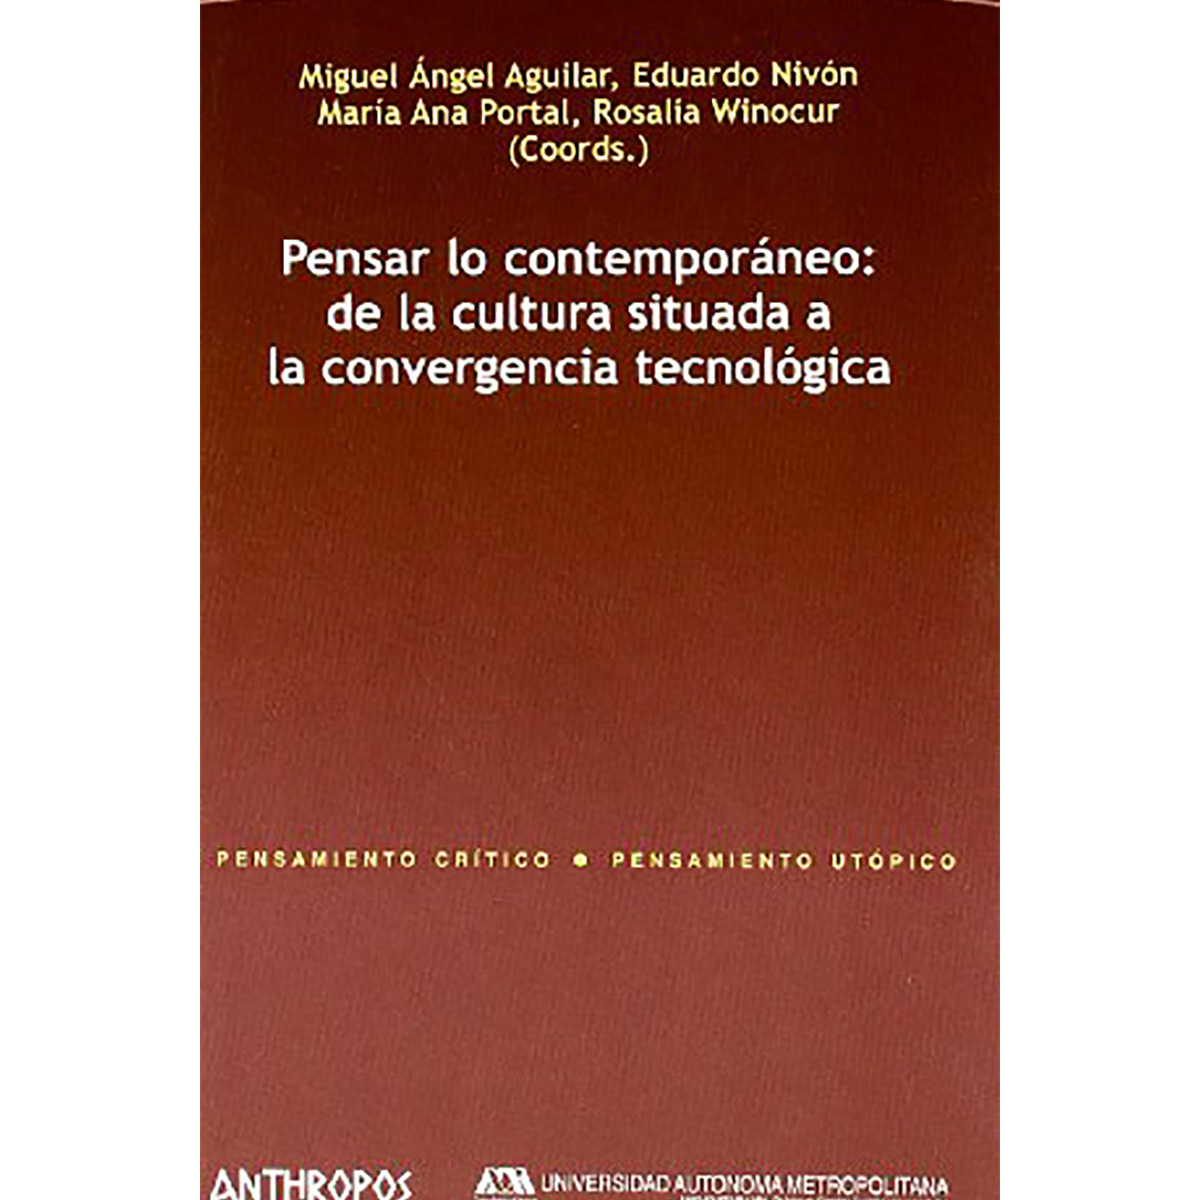 Miguel Ángel Aguilar, Eduardo Nivón
María Ana Portal, Rosalía Winocur
(Coords.)
Pensar lo contemporáneo:
de la cultura situada a
la convergencia tecnológica
PENSAMIENTO CRÍTICO ● PENSAMIENTO UTÓPICO
ANTHROPOS
UNIVERSIDAD AUTONOMA METROPOLITANA